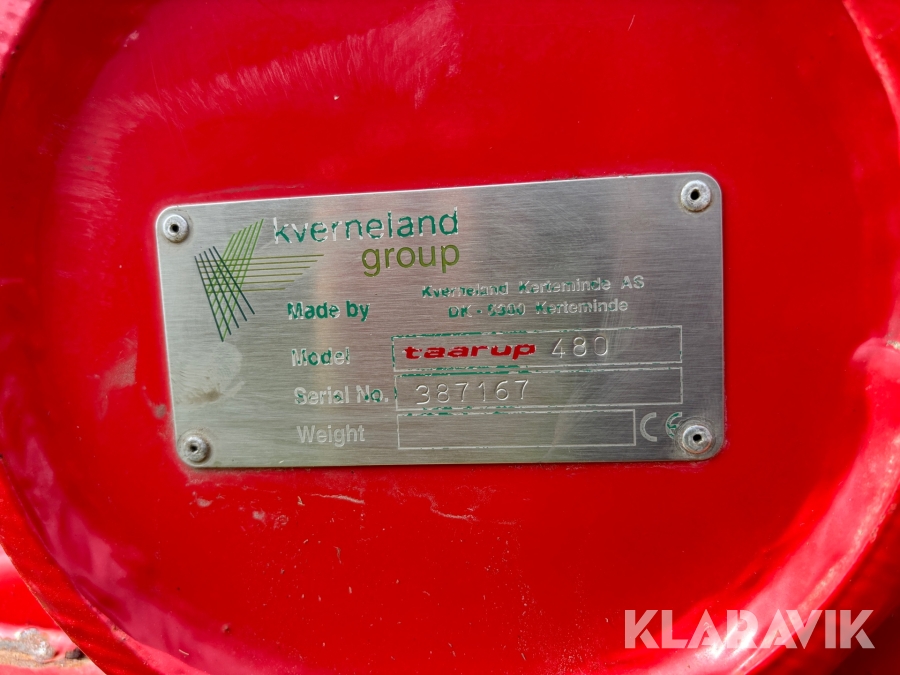 kverneland
group
Made by Kverneland Kerteminde AS
DK - 5300 Kerteminde
Model taarup 480
Serial No. 387167
Weight
CE
KLARAVIK